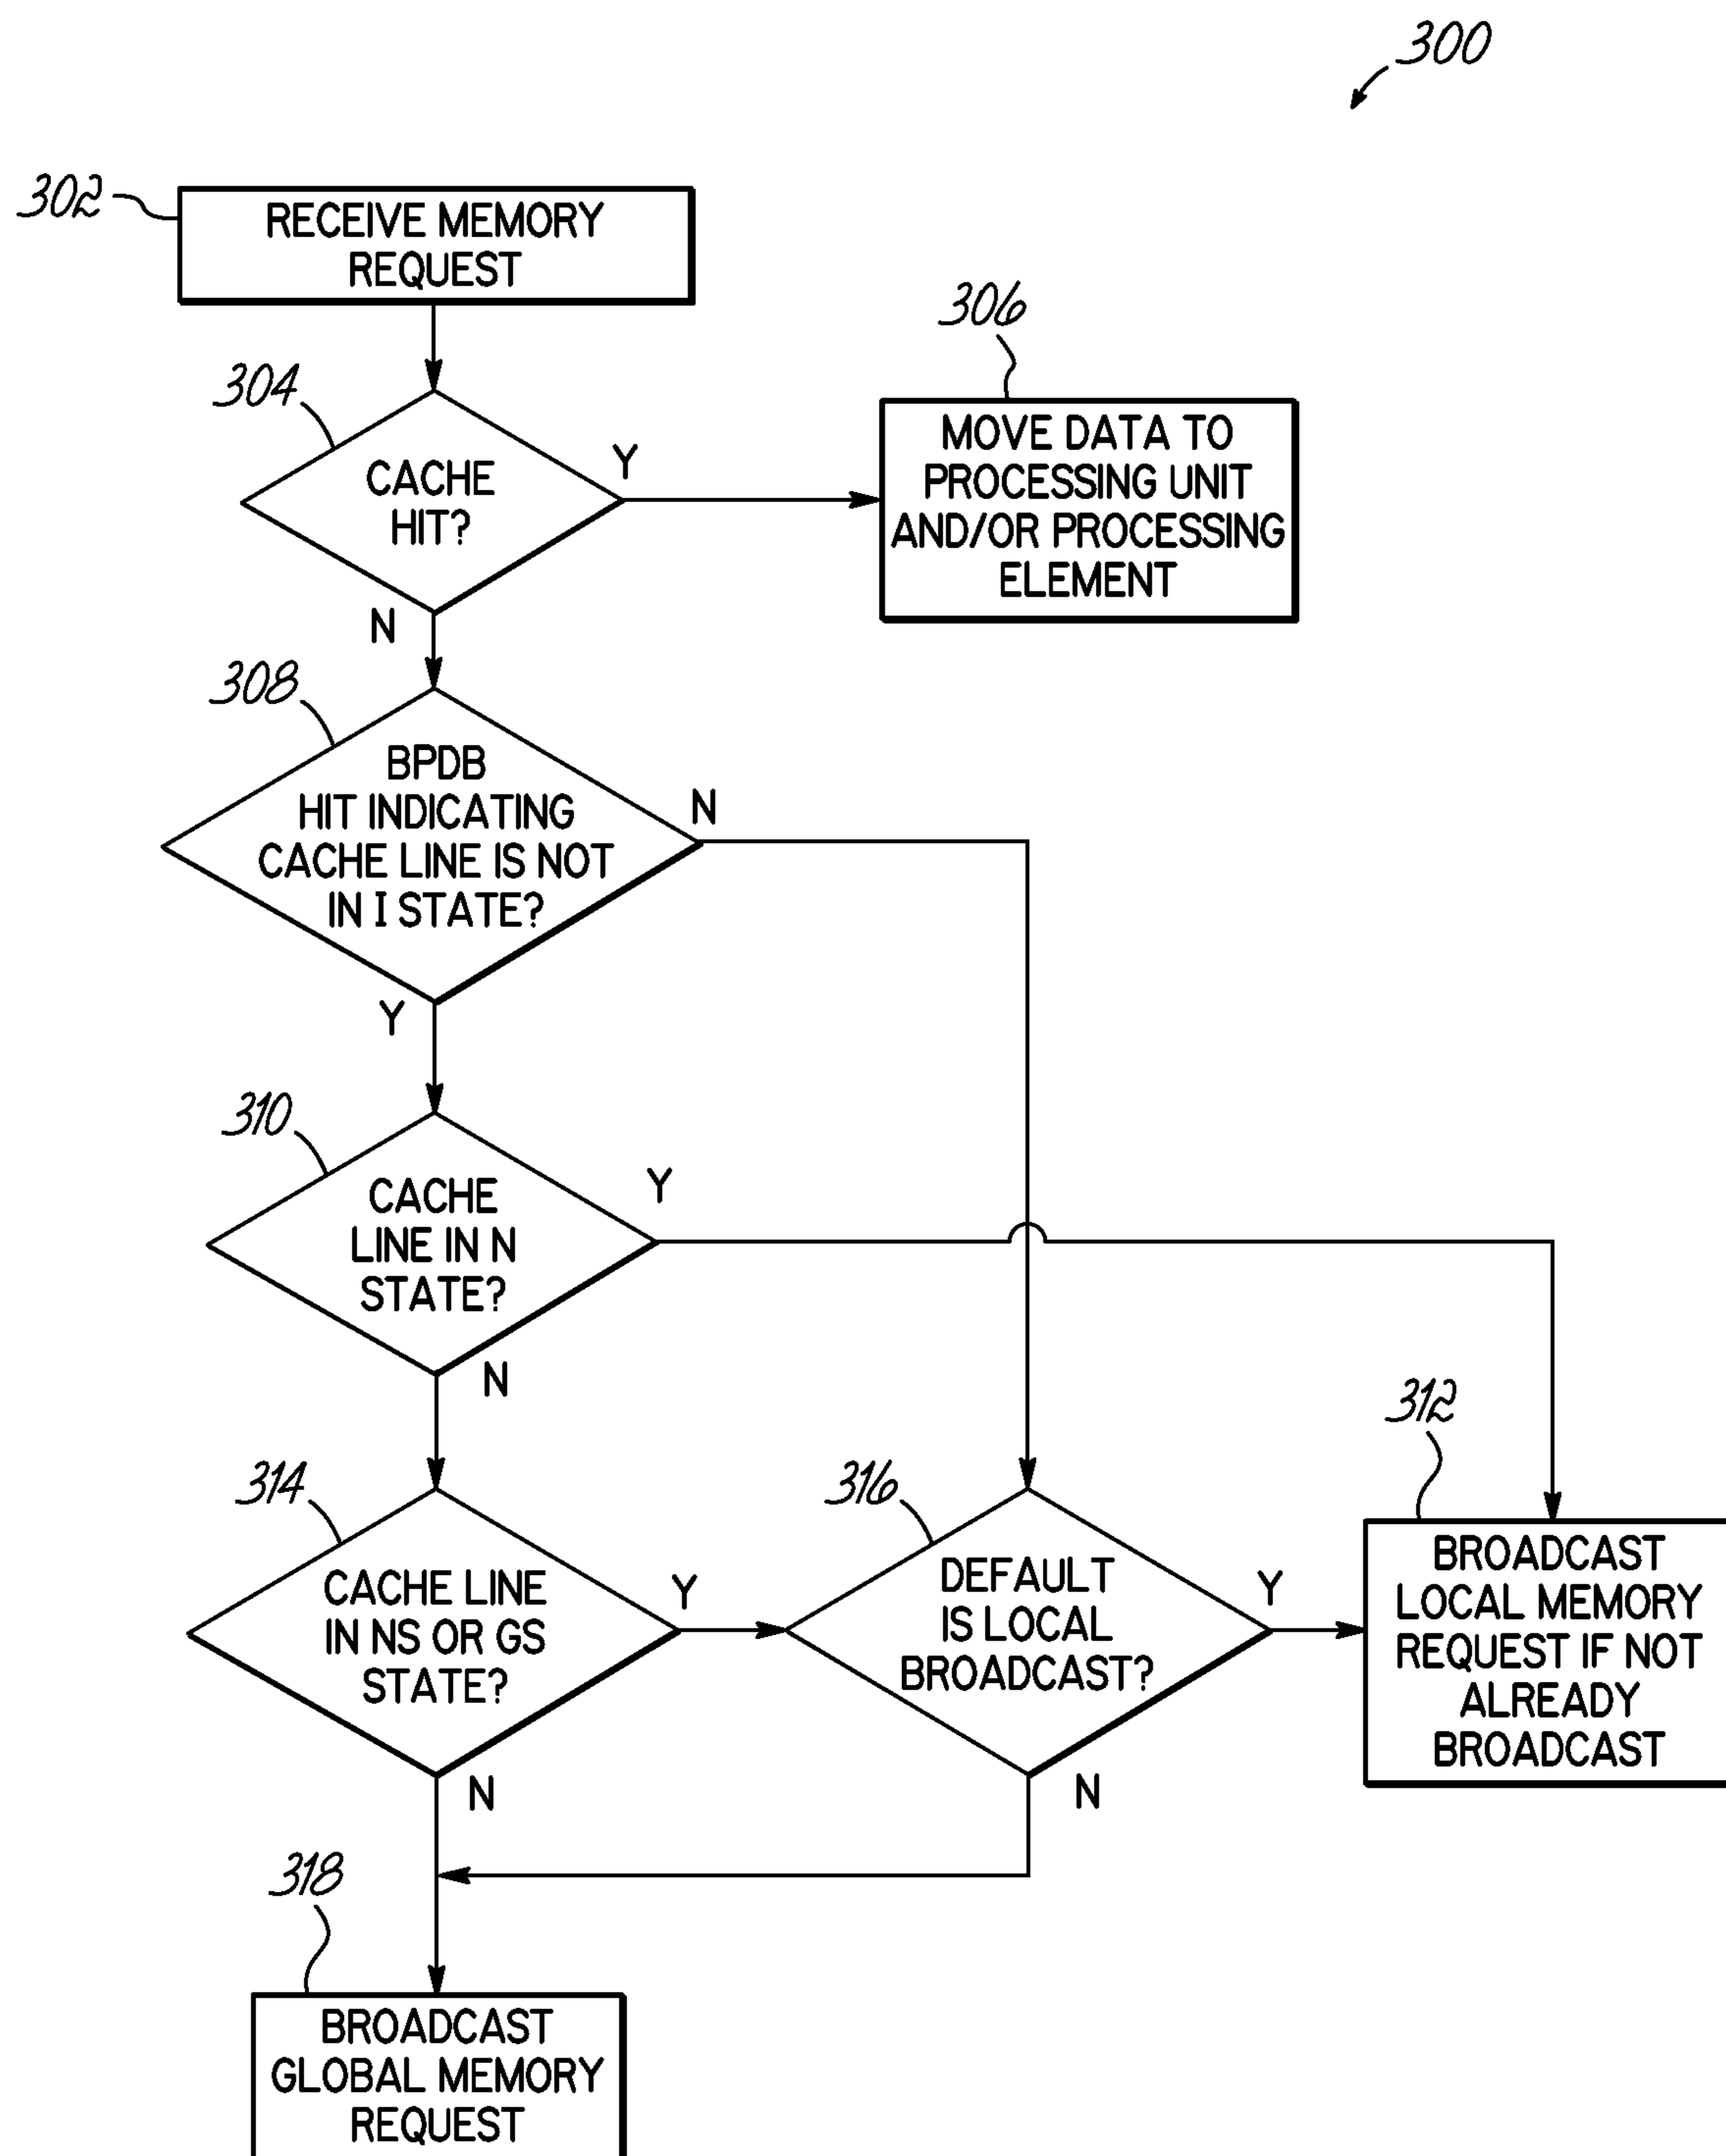 300
302
RECEIVE MEMORY
REQUEST
304
CACHE
HIT?
Y
N
306
MOVE DATA TO
PROCESSING UNIT
AND/OR PROCESSING
ELEMENT
308
BPDB
HIT INDICATING
CACHE LINE IS NOT
IN I STATE?
N
Y
310
CACHE
LINE IN N
STATE?
Y
N
312
BROADCAST
LOCAL MEMORY
REQUEST IF NOT
ALREADY
BROADCAST
314
CACHE LINE
IN NS OR GS
STATE?
Y
N
316
DEFAULT
IS LOCAL
BROADCAST?
Y
N
318
BROADCAST
GLOBAL MEMORY
REQUEST